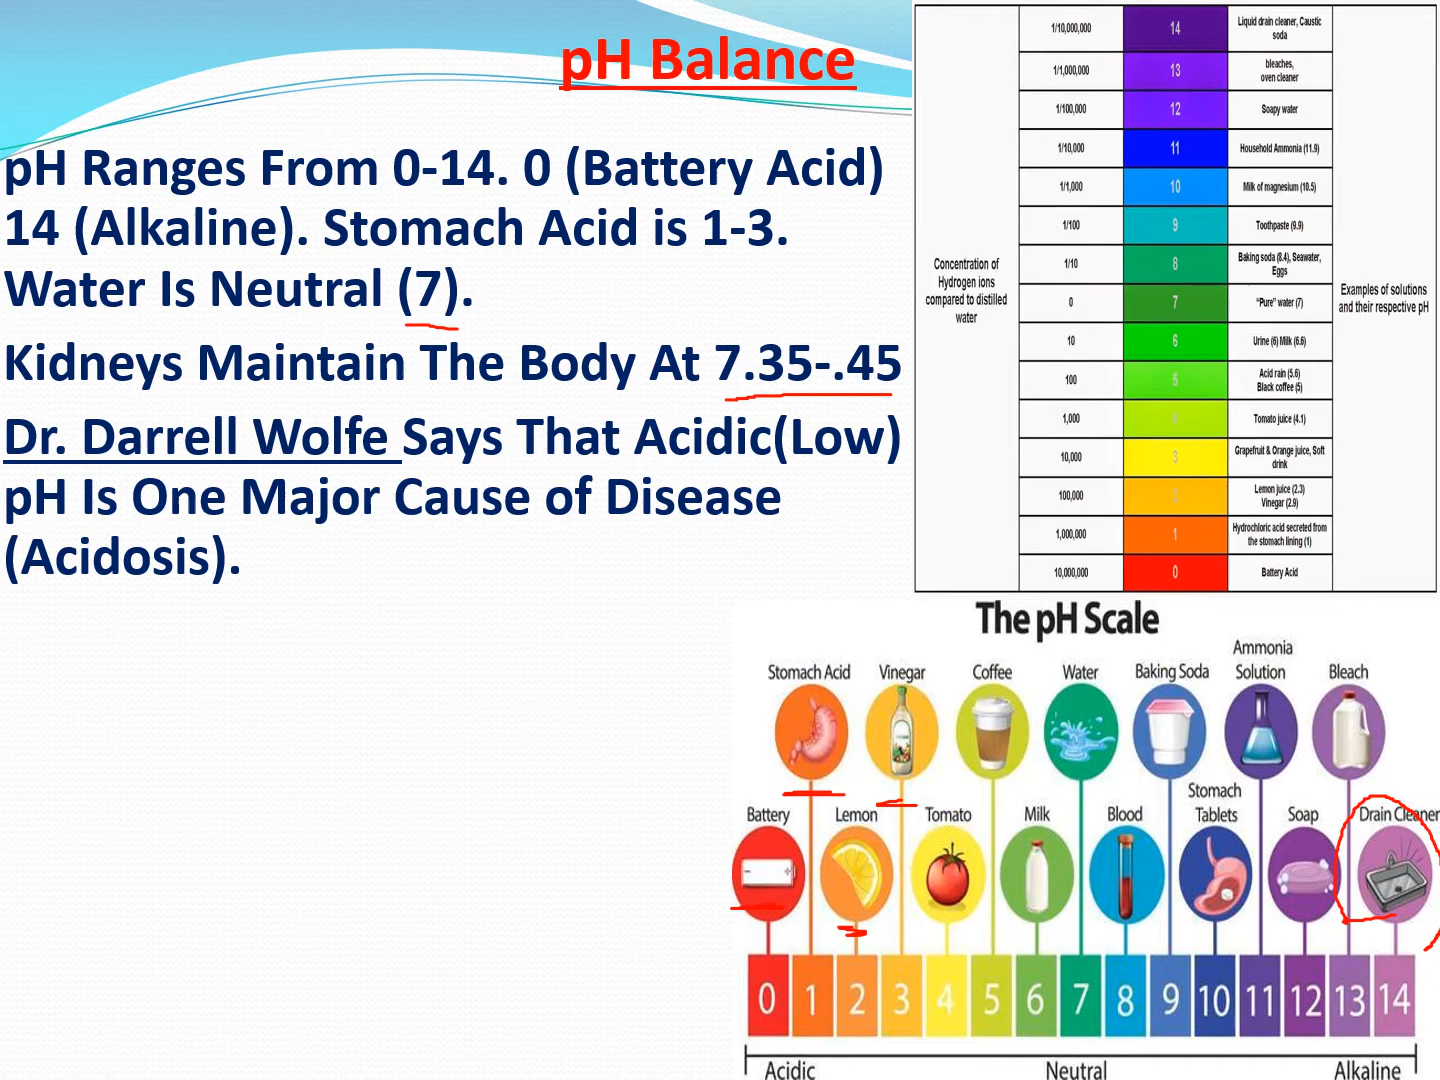 pH Balance
pH Ranges From 0-14. 0 (Battery Acid)
14 (Alkaline). Stomach Acid is 1-3.
Water Is Neutral (7).
Kidneys Maintain The Body At 7.35-.45
Dr. Darrell Wolfe Says That Acidic(Low)
pH Is One Major Cause of Disease
(Acidosis).
Concentration of
Hydrogen ions
compared to distilled
water
1/10,000,000 14 Liquid drain cleaner, Caustic
soda
1/1,000,000 13 bleaches,
oven cleaner
1/100,000 12 Soapy water
1/10,000 11 Household Ammonia (11.9)
1/1,000 10 Milk of magnesium (10.5)
1/100 9 Toothpaste (9.9)
1/10 8 Baking soda (8.4), Seawater,
Eggs
0 7 “Pure” water (7)
10 6 Urine (6) Milk (6.6)
100 5 Acid rain (5.6)
Black coffee (5)
1,000 4 Tomato juice (4.1)
10,000 3 Grapefruit & Orange juice, Soft
drink
100,000 2 Lemon juice (2.3)
Vinegar (2.9)
1,000,000 1 Hydrochloric acid secreted from
the stomach lining (1)
10,000,000 0 Battery Acid
Examples of solutions
and their respective pH
The pH Scale
Stomach Acid Vinegar Coffee Water Baking Soda Ammonia
Solution Bleach
Battery Lemon Tomato Milk Blood Stomach
Tablets Soap Drain Cleaner
0 1 2 3 4 5 6 7 8 9 10 11 12 13 14
Acidic Neutral Alkaline